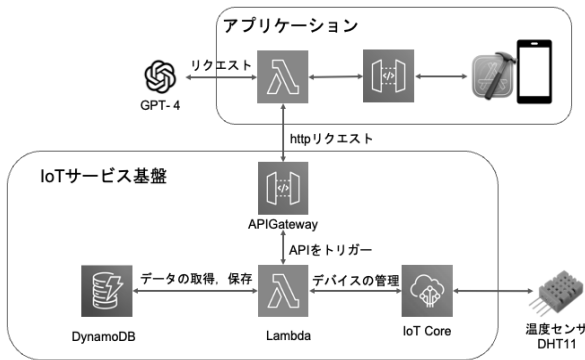 アプリケーション
リクエスト
GPT- 4
httpリクエスト
IoTサービス基盤
APIGateway
APIをトリガー
データの取得，保存
デバイスの管理
DynamoDB
Lambda
IoT Core
温度センサ
DHT11